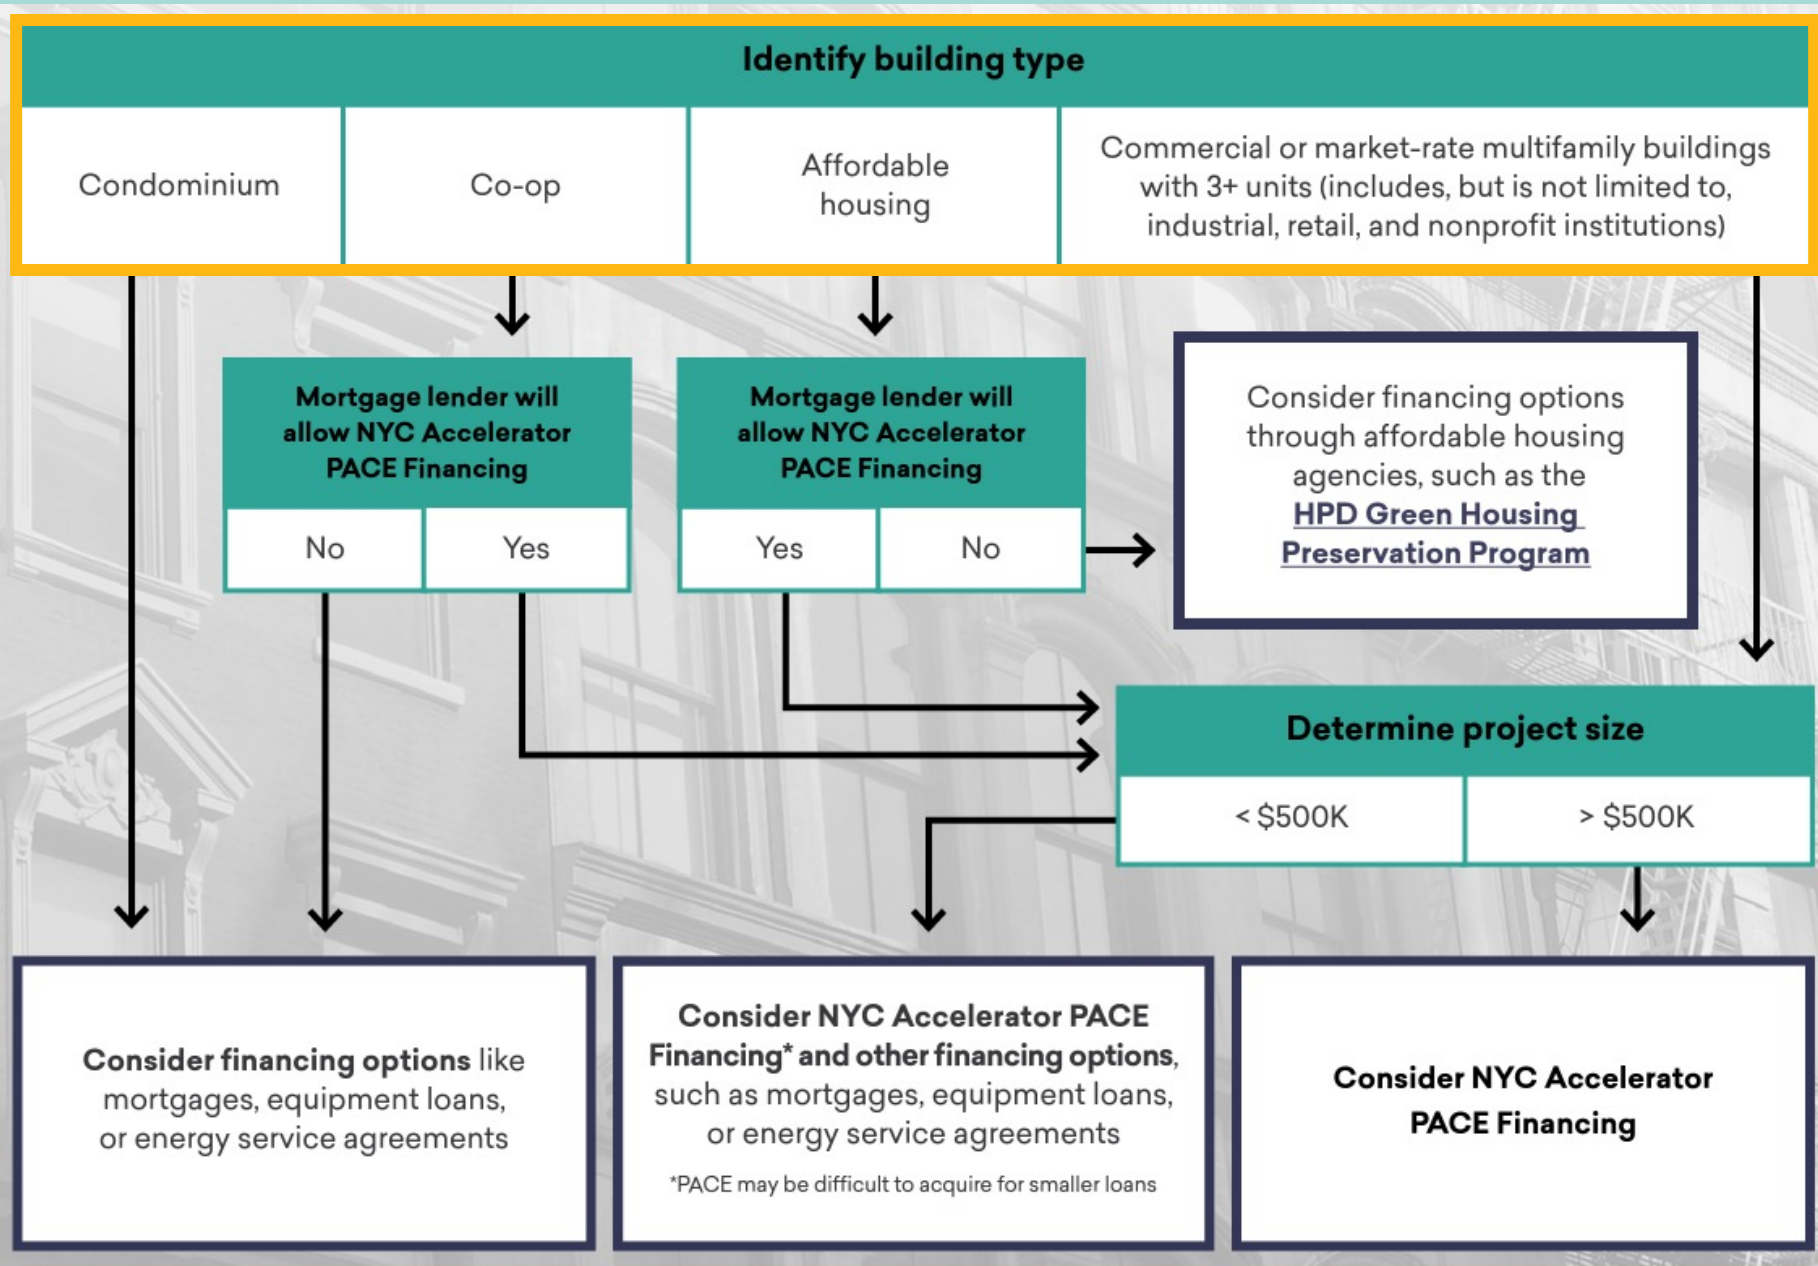 Identify building type
Condominium
Co-op
Affordable
housing
Commercial or market-rate multifamily buildings
with 3+ units (includes, but is not limited to,
industrial, retail, and nonprofit institutions)
Mortgage lender will
allow NYC Accelerator
PACE Financing
No
Yes
Mortgage lender will
allow NYC Accelerator
PACE Financing
Yes
No
Consider financing options
through affordable housing
agencies, such as the
HPD Green Housing
Preservation Program
Determine project size
< $500K
> $500K
Consider financing options like
mortgages, equipment loans,
or energy service agreements
Consider NYC Accelerator PACE
Financing* and other financing options,
such as mortgages, equipment loans,
or energy service agreements
*PACE may be difficult to acquire for smaller loans
Consider NYC Accelerator
PACE Financing